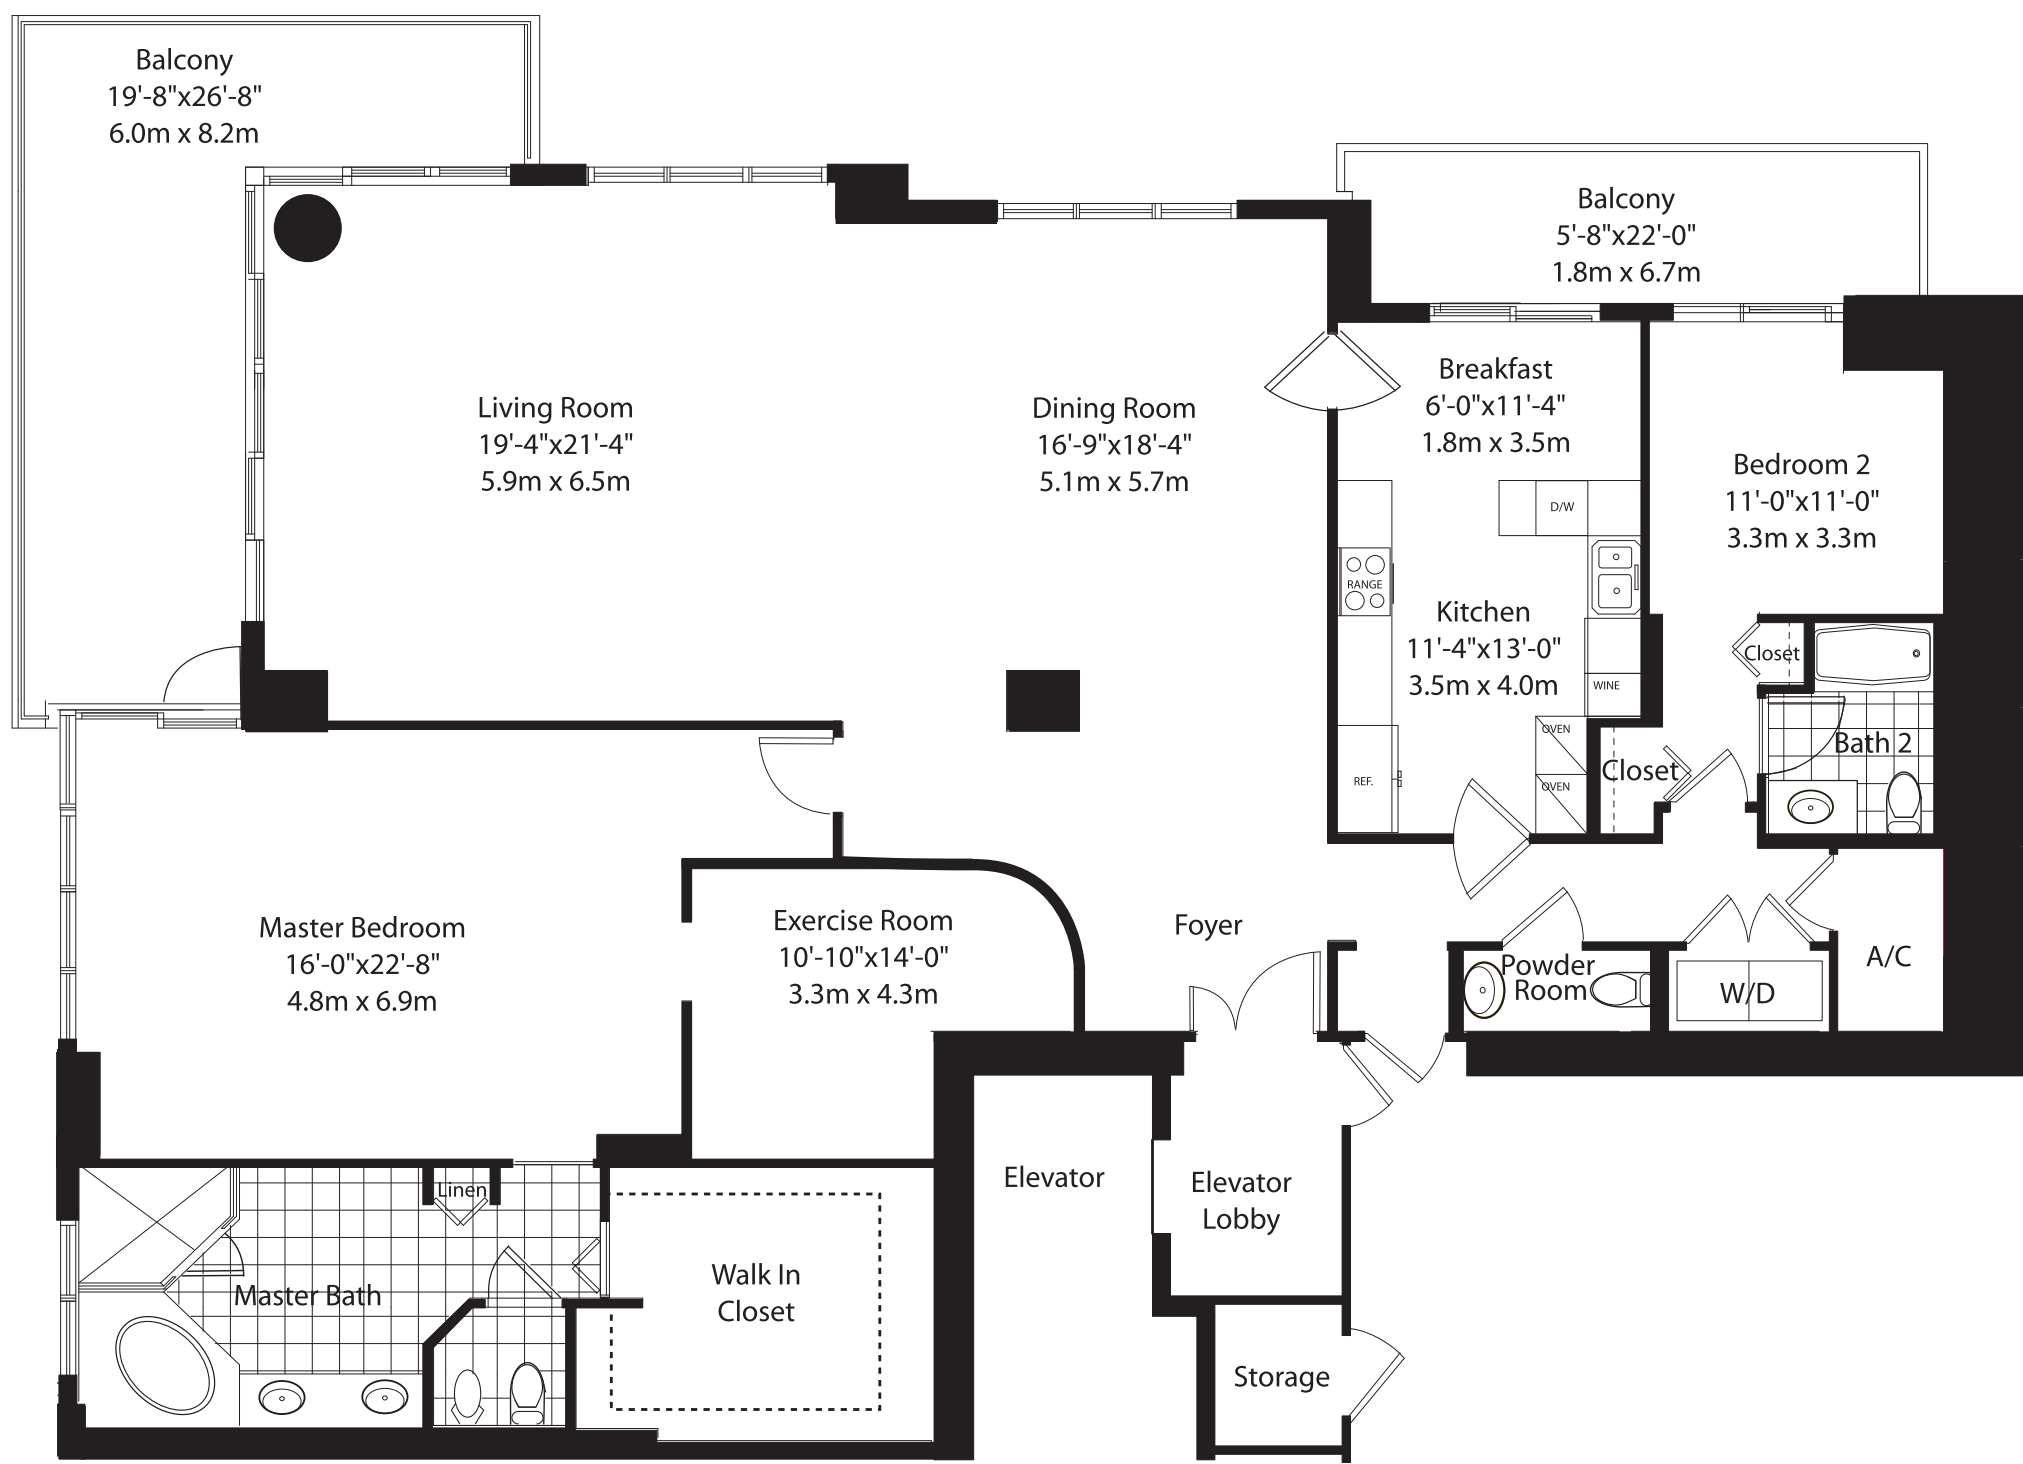 Balcony
19'-8"x26'-8"
6.0m x 8.2m
Balcony
5'-8"x22'-0"
1.8m x 6.7m
Living Room
19'-4"x21'-4"
5.9m x 6.5m
Dining Room
16'-9"x18'-4"
5.1m x 5.7m
Breakfast
6'-0"x11'-4"
1.8m x 3.5m
Bedroom 2
11'-0"x11'-0"
3.3m x 3.3m
D/W
RANGE
Kitchen
11'-4"x13'-0"
3.5m x 4.0m
WINE
OVEN
OVEN
REF.
Closet
Closet
Bath 2
Master Bedroom
16'-0"x22'-8"
4.8m x 6.9m
Exercise Room
10'-10"x14'-0"
3.3m x 4.3m
Foyer
Powder
Room
W/D
A/C
Linen
Master Bath
Walk In
Closet
Elevator
Elevator
Lobby
Storage